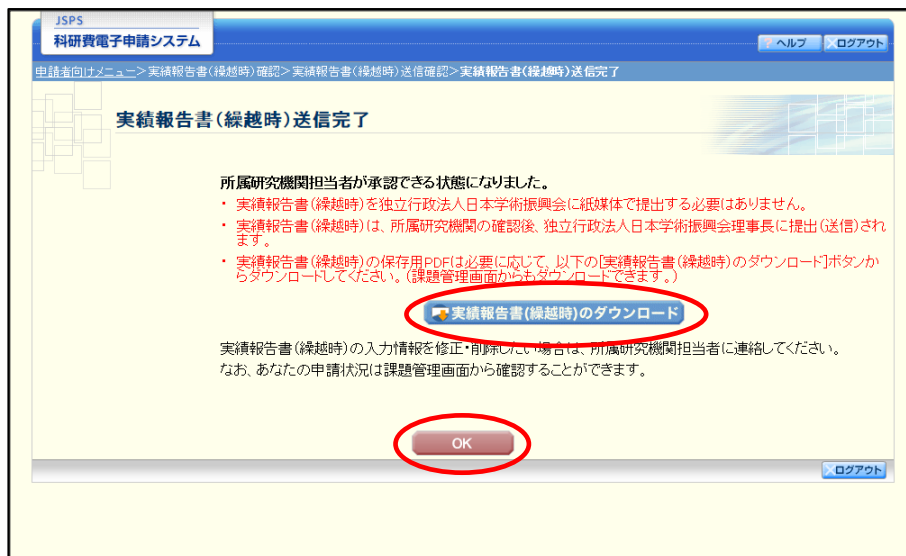 JSPS
科研費電子申請システム
? ヘルプ
ログアウト
申請者向けメニュー>実績報告書(繰越時)確認>実績報告書(繰越時)送信確認>実績報告書(繰越時)送信完了
実績報告書(繰越時)送信完了
所属研究機関担当者が承認できる状態になりました。
・ 実績報告書(繰越時)を独立行政法人日本学術振興会に紙媒体で提出する必要はありません。
・ 実績報告書(繰越時)は、所属研究機関の確認後、独立行政法人日本学術振興会理事長に提出(送信)され
ます。
・ 実績報告書(繰越時)の保存用PDFは必要に応じて、以下の[実績報告書(繰越時)のダウンロード]ボタンか
らダウンロードしてください。(課題管理画面からもダウンロードできます。)
実績報告書(繰越時)のダウンロード
実績報告書(繰越時)の入力情報を修正・削除したい場合は、所属研究機関担当者に連絡してください。
なお、あなたの申請状況は課題管理画面から確認することができます。
OK
ログアウト